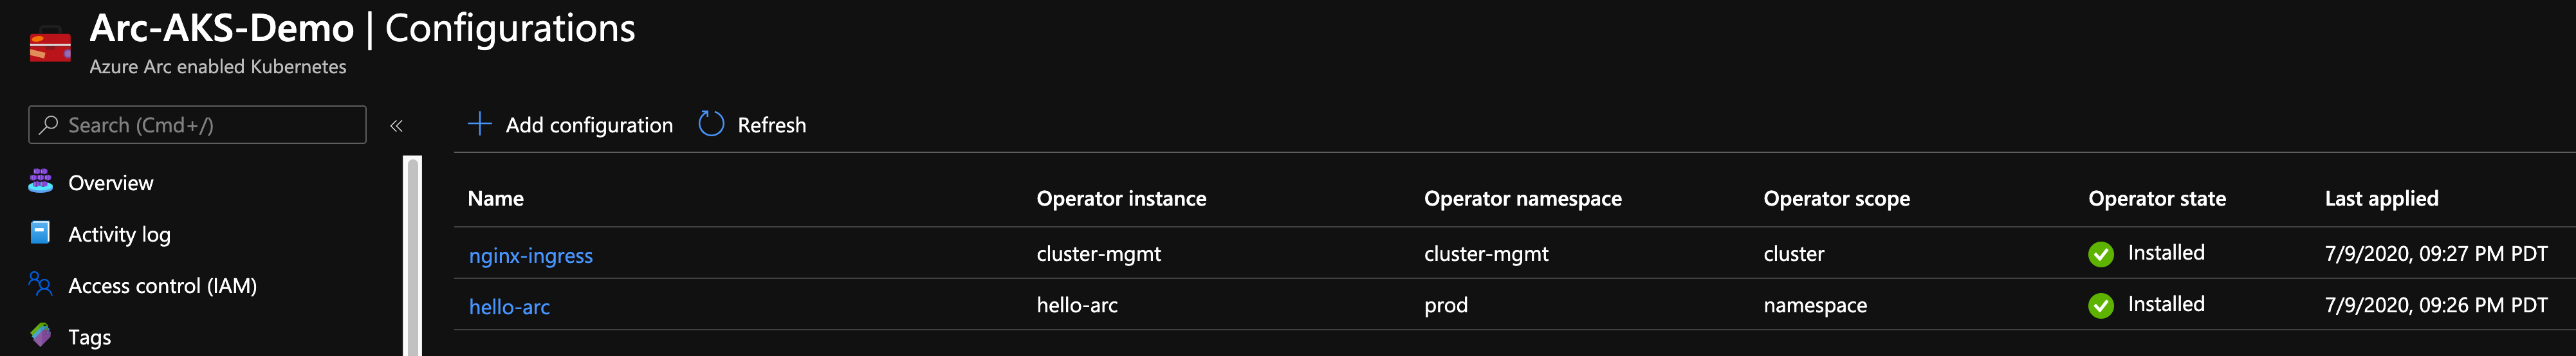 Arc-AKS-Demo | Configurations
Azure Arc enabled Kubernetes
Search (Cmd+/)
«
Overview
Activity log
Access control (IAM)
Tags
Add configuration Refresh
Name Operator instance Operator namespace Operator scope Operator state Last applied
nginx-ingress cluster-mgmt cluster-mgmt cluster Installed 7/9/2020, 09:27 PM PDT
hello-arc hello-arc prod namespace Installed 7/9/2020, 09:26 PM PDT